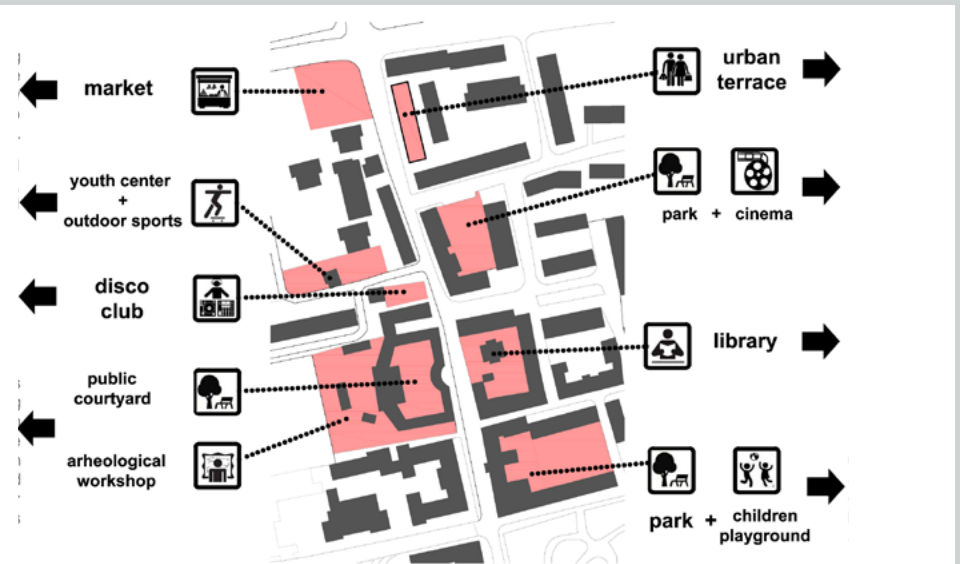 market
youth center
+
outdoor sports
disco
club
public
courtyard
arheological
workshop
urban
terrace
park + cinema
library
park + children
playground